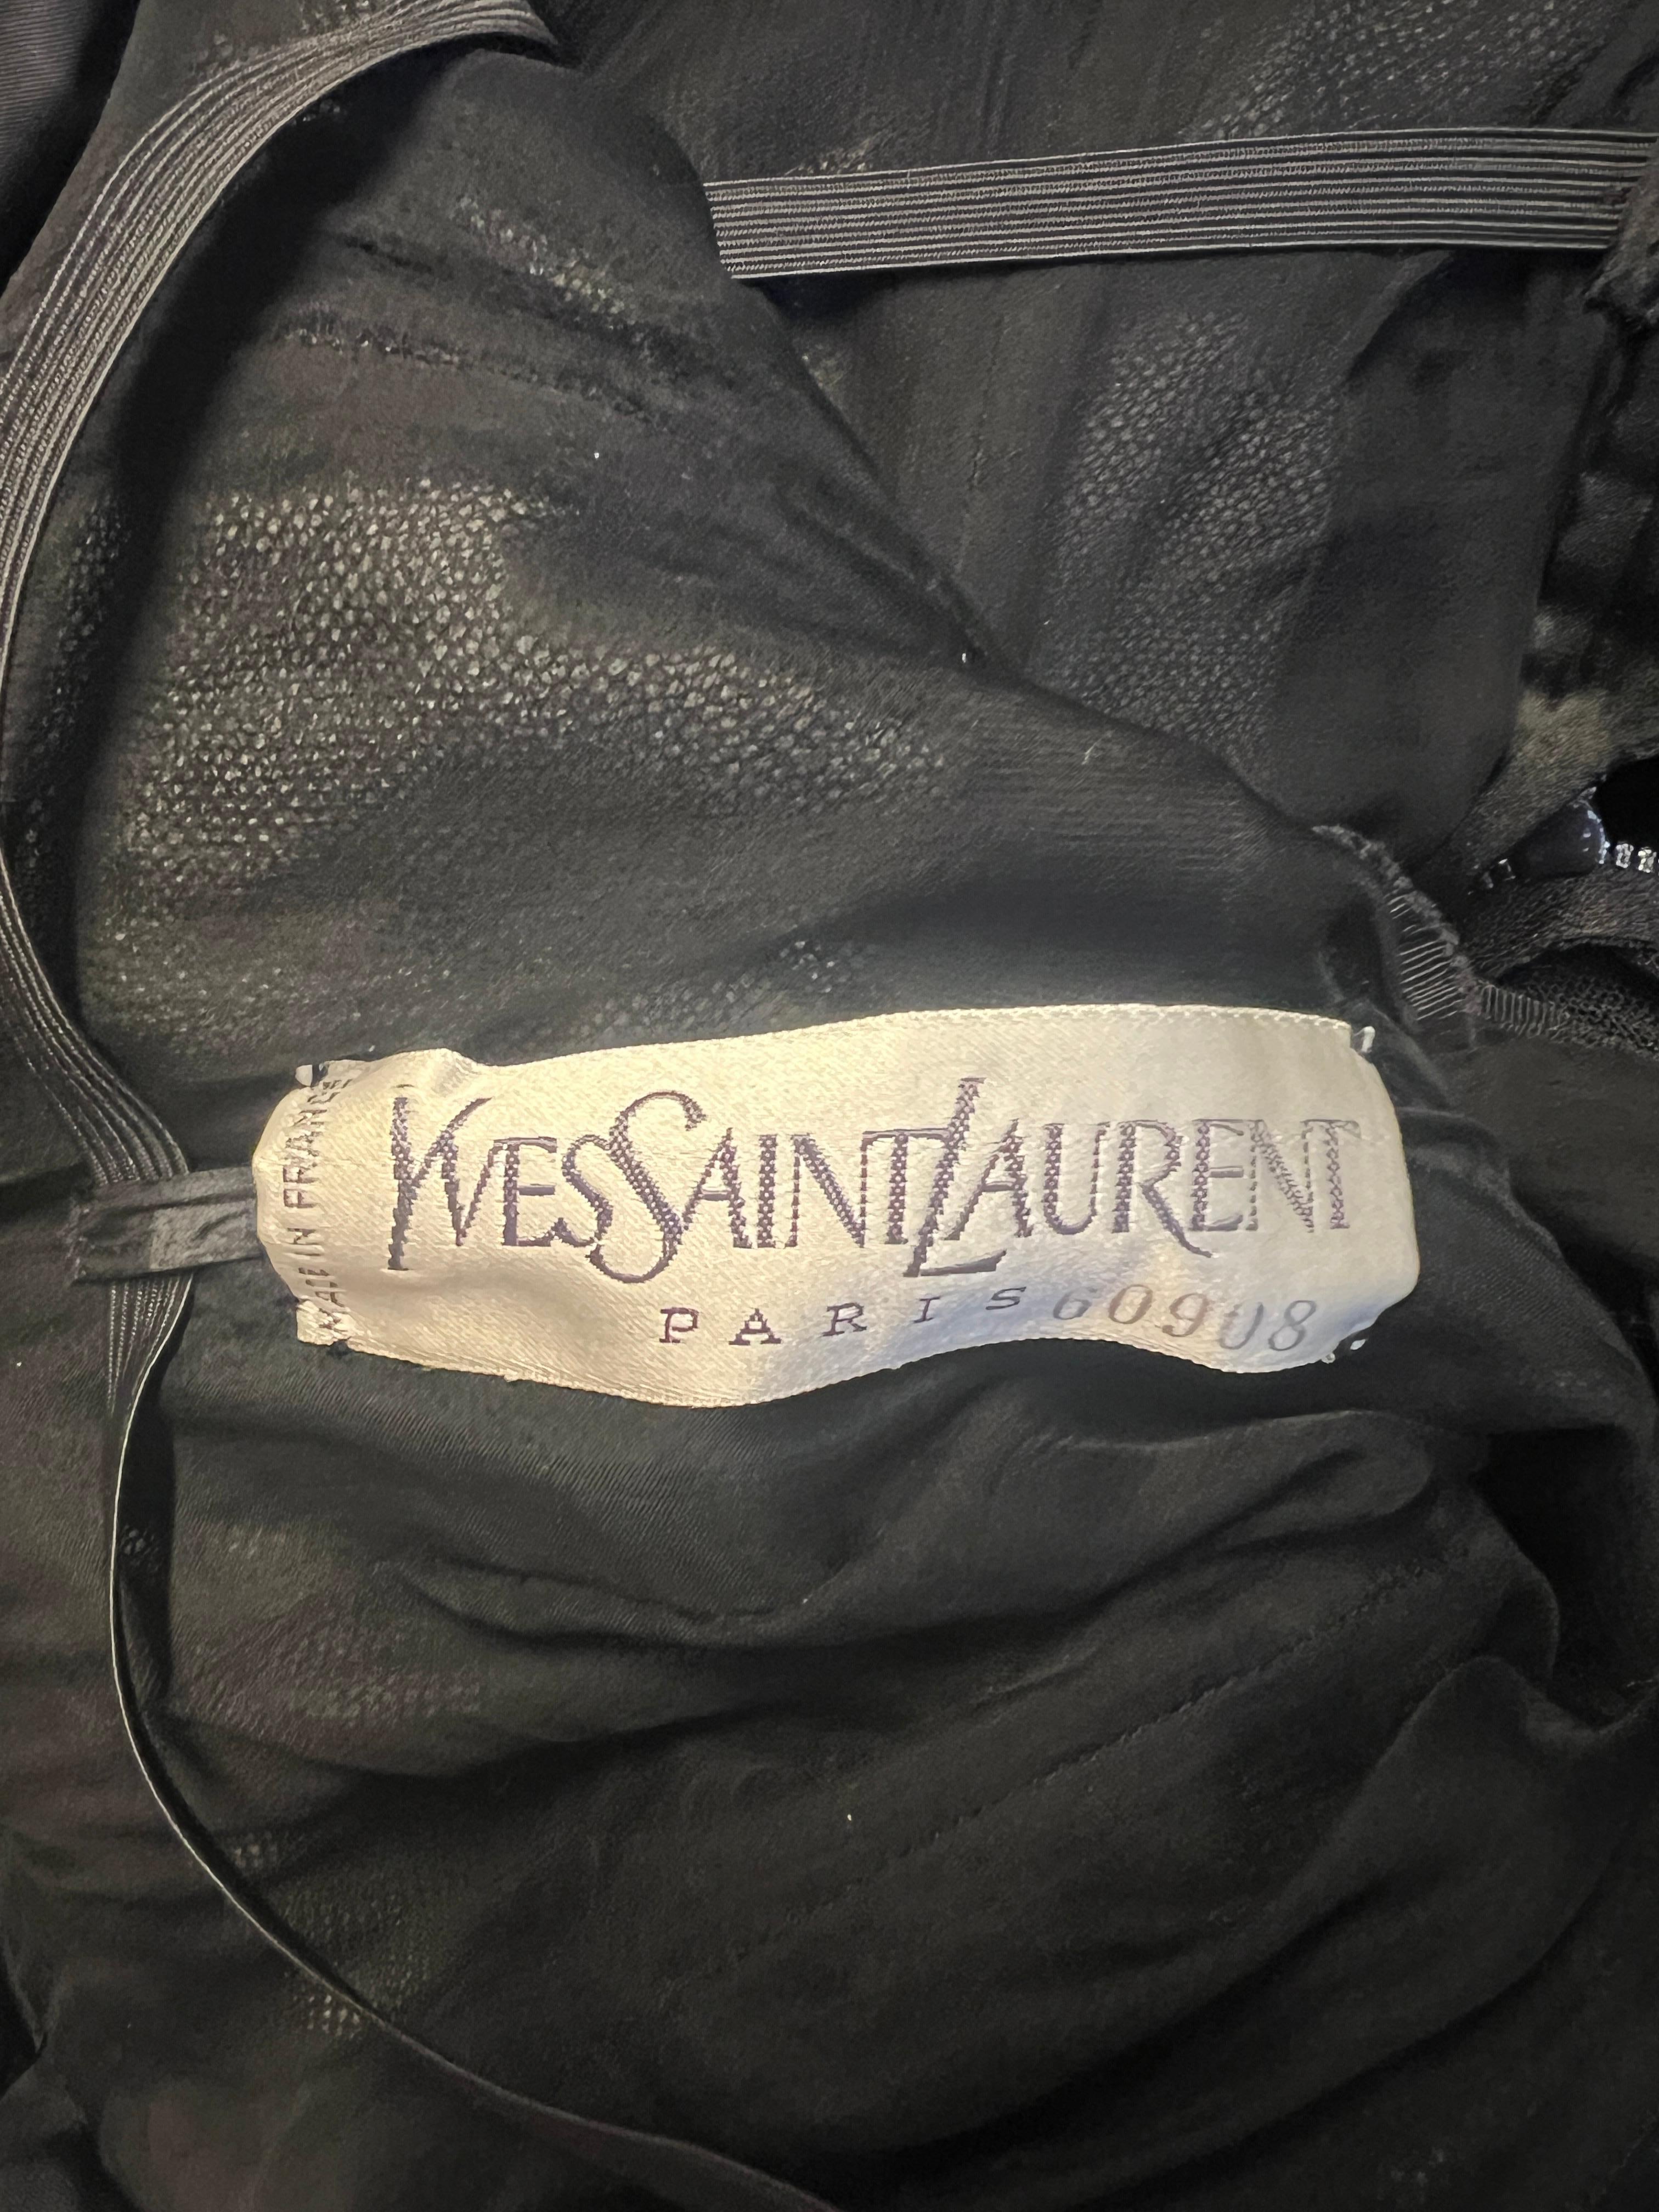 YVESSAINTLAURENT
PARIS 60908
MADE IN FRANCE